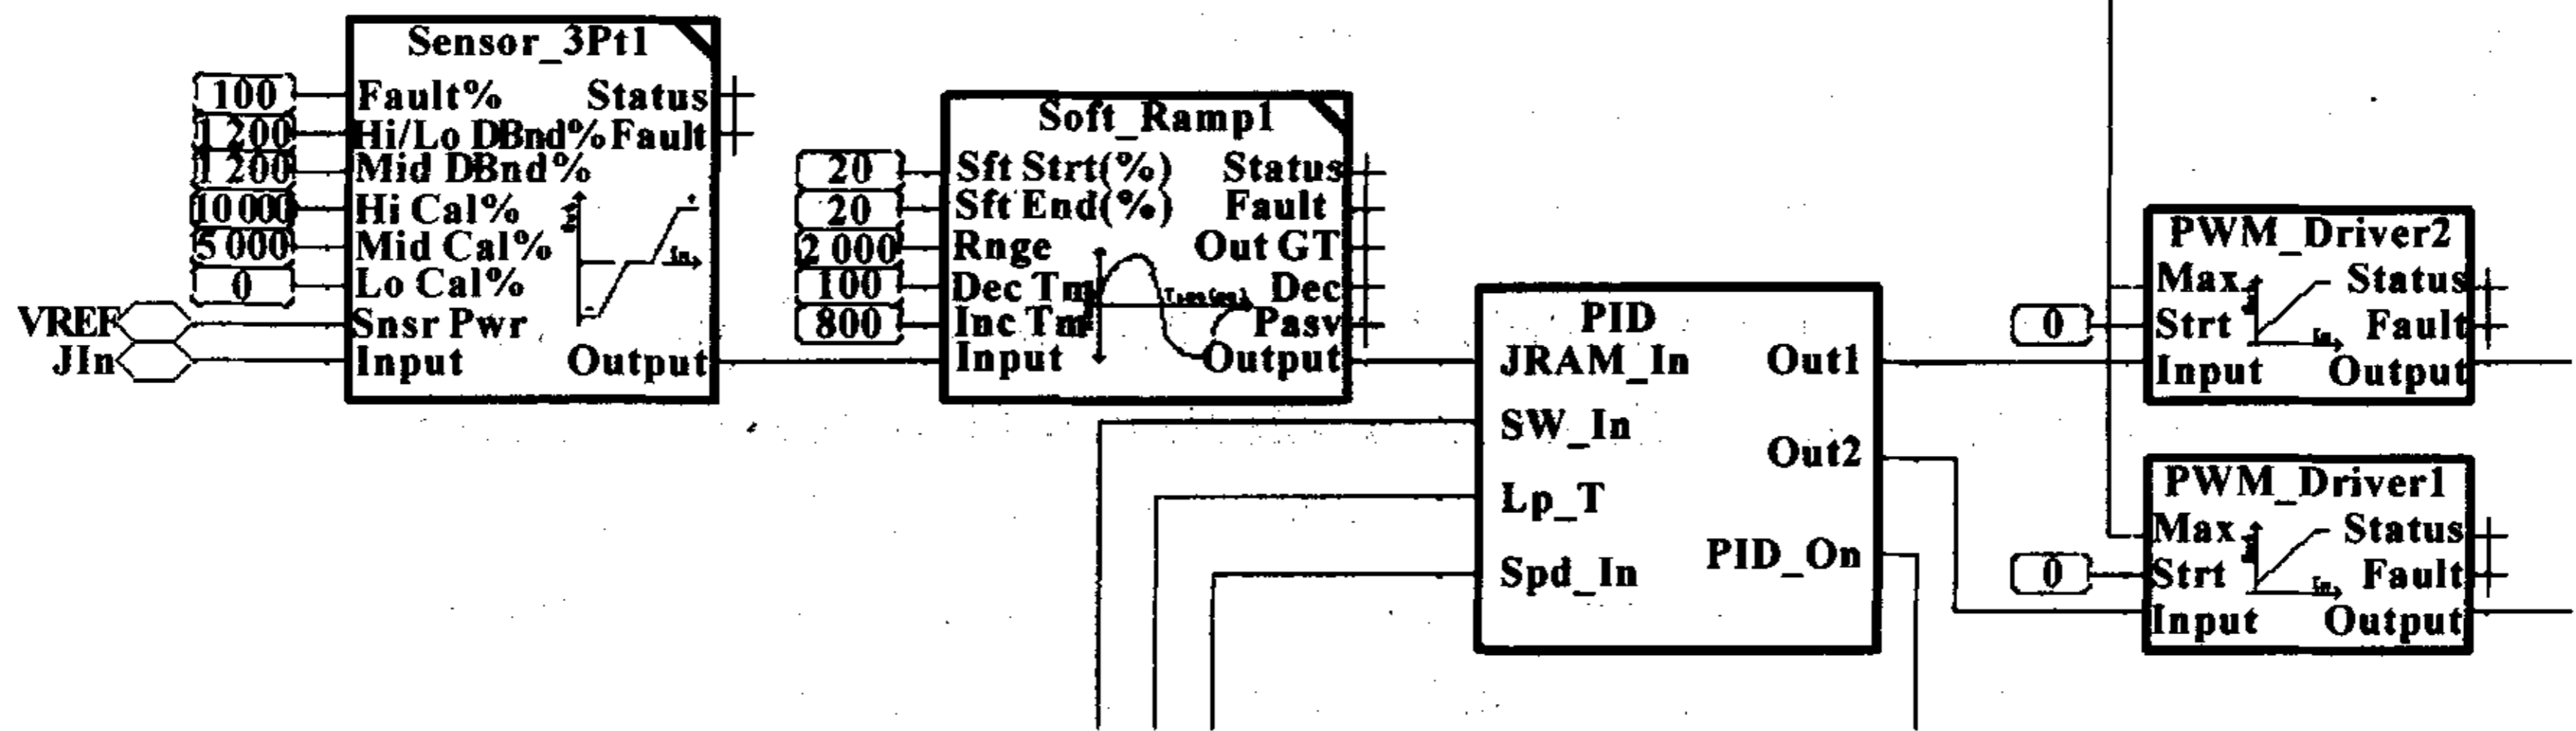 Sensor_3Pt1
100 Fault% Status
1 200 Hi/Lo DBnd% Fault
1 200 Mid DBnd%
10 000 Hi Cal%
5 000 Mid Cal%
0 Lo Cal%
VREF Snsr Pwr
JIn Input Output
Soft_Ramp1
20 Sft Strt(%) Status
20 Sft End(%) Fault
2 000 Rnge Out GT
100 Dec Tm Dec
800 Inc Tm Pasv
Input Output
PID
JRAM_In Out1
SW_In
Out2
Lp_T
PID_On
Spd_In
PWM_Driver2
Max Status
0 Strt Fault
Input Output
PWM_Driver1
Max Status
0 Strt Fault
Input Output